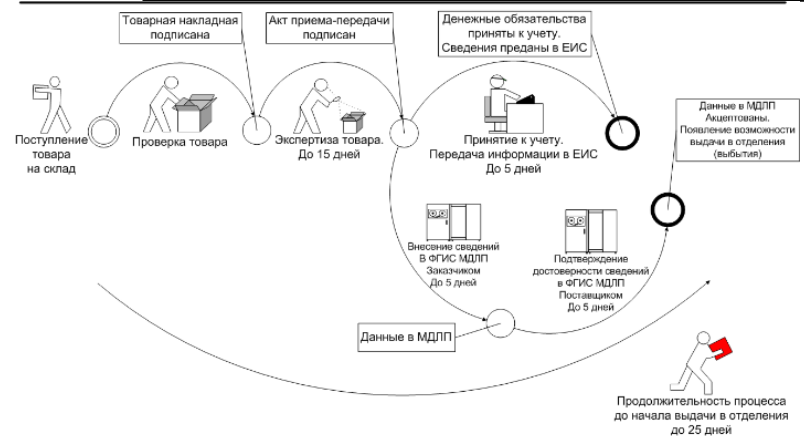 Товарная накладная
подписана
Акт приема-передачи
подписан
Денежные обязательства
приняты к учету.
Сведения преданы в ЕИС
Данные в МДЛП
Акцептованы.
Появление возможности
выдачи в отделения
(выбытия)
Поступление
товара
на склад
Проверка товара
Экспертиза товара.
До 15 дней
Принятие к учету.
Передача информации в ЕИС
До 5 дней
Внесение сведений
В ФГИС МДЛП
Заказчиком
До 5 дней
Подтверждение
достоверности сведений
в ФГИС МДЛП
Поставщиком
До 5 дней
Данные в МДЛП
Продолжительность процесса
до начала выдачи в отделения
до 25 дней